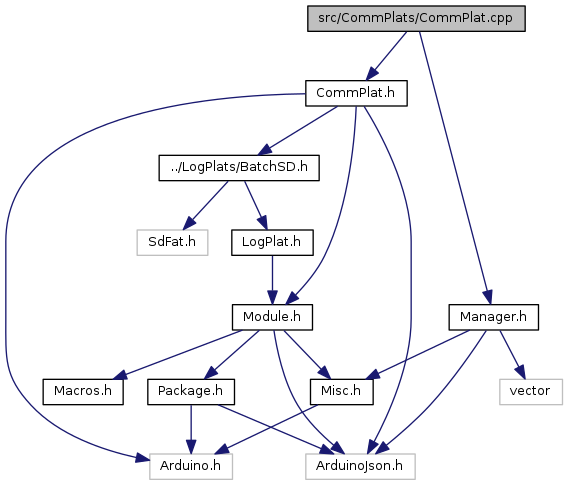 src/CommPlats/CommPlat.cpp
CommPlat.h
../LogPlats/BatchSD.h
SdFat.h
LogPlat.h
Module.h
Manager.h
Macros.h
Package.h
Misc.h
vector
Arduino.h
ArduinoJson.h